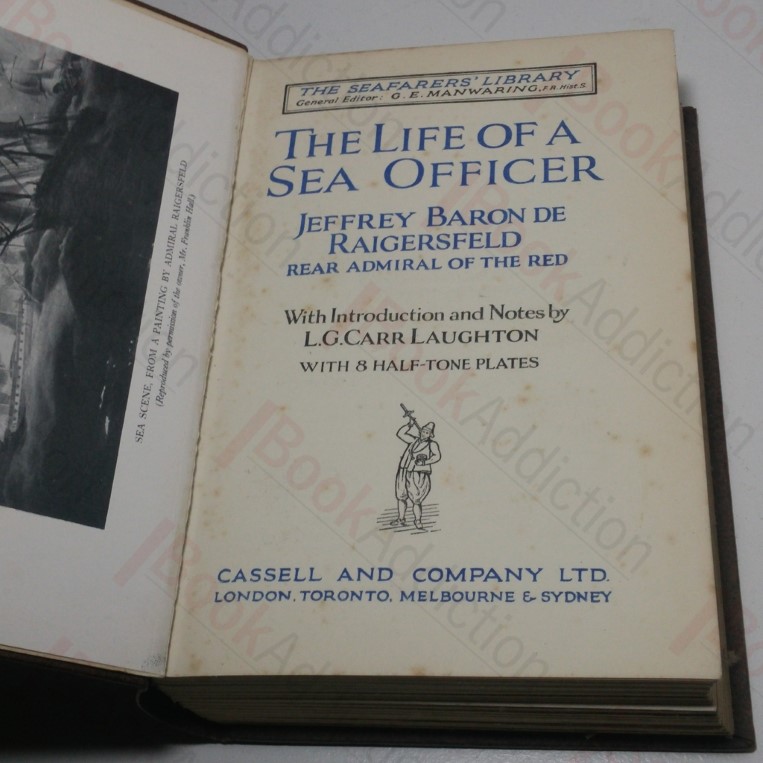 SEA SCENE, FROM A PAINTING BY ADMIRAL RAIGERSFELD
(Reproduced by permission of the owner, Mr. Franklin Hall)
THE SEAFARERS' LIBRARY
General Editor: G. E. MANWARING, F.R.Hist.S
THE LIFE OF A
SEA OFFICER
JEFFREY BARON DE
RAIGERSFELD
REAR ADMIRAL OF THE RED
With Introduction and Notes by
L.G. CARR LAUGHTON
WITH 8 HALF-TONE PLATES
CASSELL AND COMPANY LTD.
LONDON, TORONTO, MELBOURNE & SYDNEY
BookAddiction